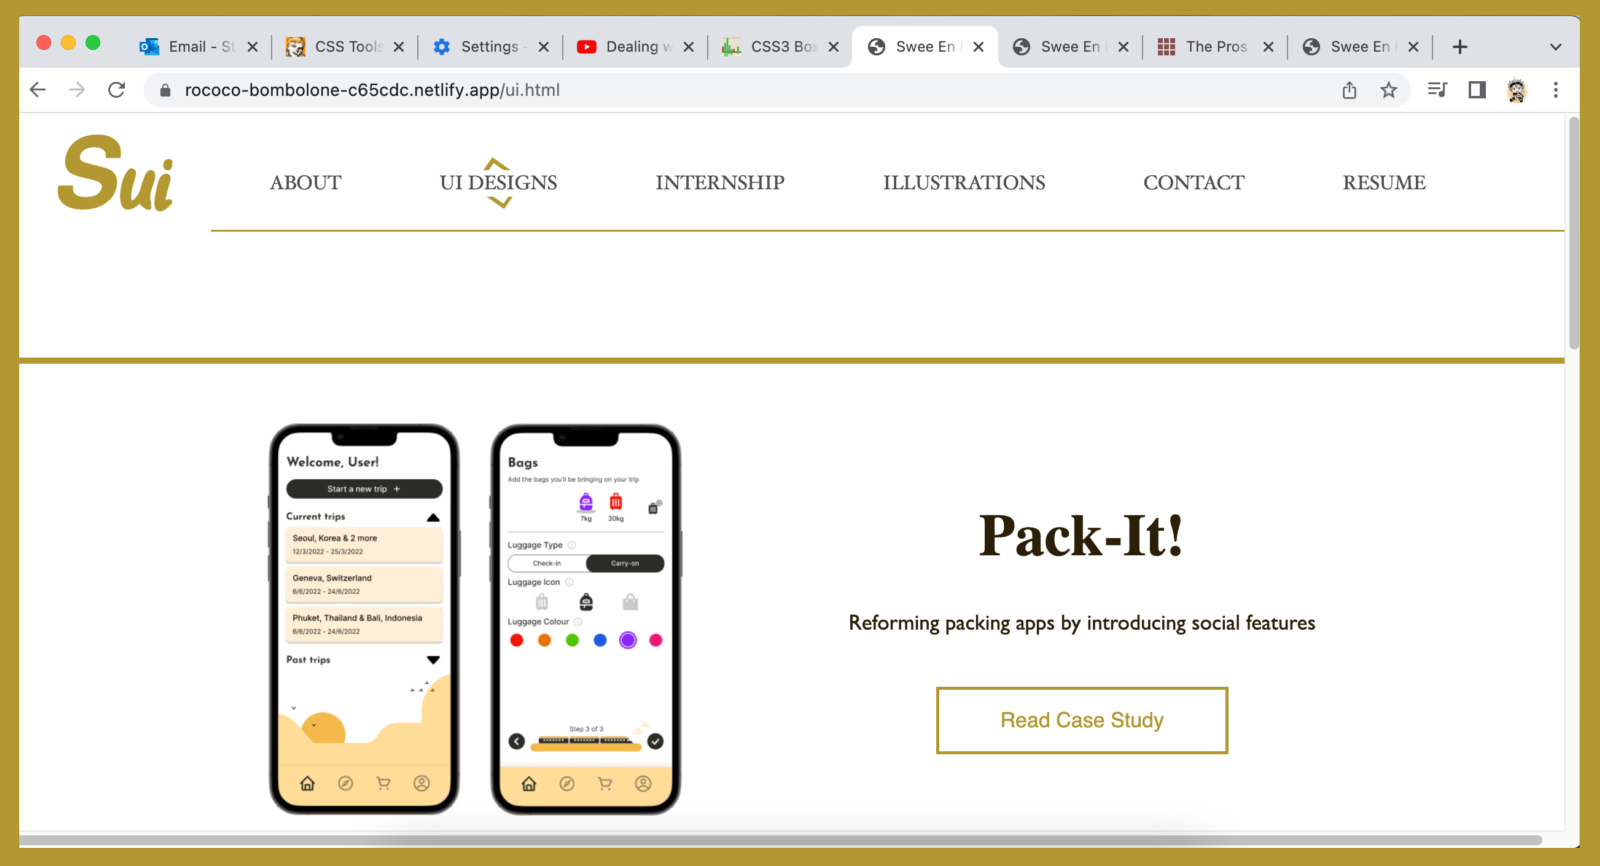 Email - St
CSS Tools
Settings -
Dealing w
CSS3 Box
Swee En
Swee En
The Pros
Swee En
rococo-bombolone-c65cdc.netlify.app/ui.html
Sui
ABOUT
UI DESIGNS
INTERNSHIP
ILLUSTRATIONS
CONTACT
RESUME
Welcome, User!
Start a new trip +
Current trips
Seoul, Korea & 2 more
12/3/2022 - 25/3/2022
Geneva, Switzerland
6/6/2022 - 24/6/2022
Phuket, Thailand & Bali, Indonesia
6/6/2022 - 24/6/2022
Past trips
Bags
Add the bags you'll be bringing on your trip
7kg
30kg
Luggage Type
Check-in
Carry-on
Luggage Icon
Luggage Colour
Step 3 of 3
Pack-It!
Reforming packing apps by introducing social features
Read Case Study